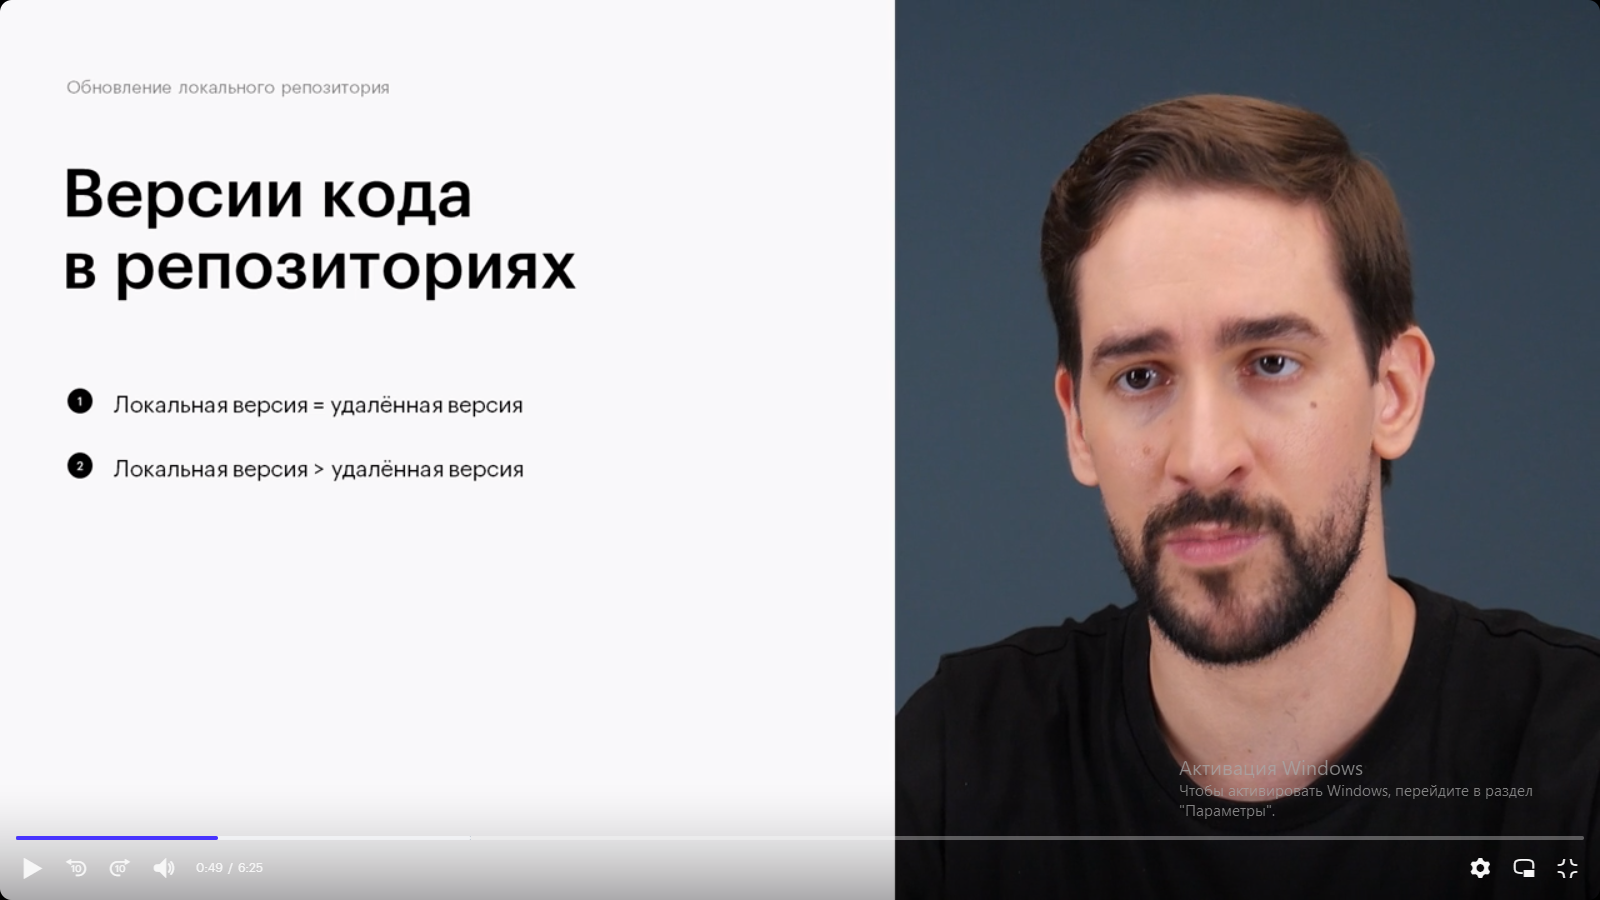 Обновление локального репозитория
Версии кода
в репозиториях
1 Локальная версия = удалённая версия
2 Локальная версия > удалённая версия
Активация Windows
Чтобы активировать Windows, перейдите в раздел
"Параметры".
10 10 0:49 / 6:25